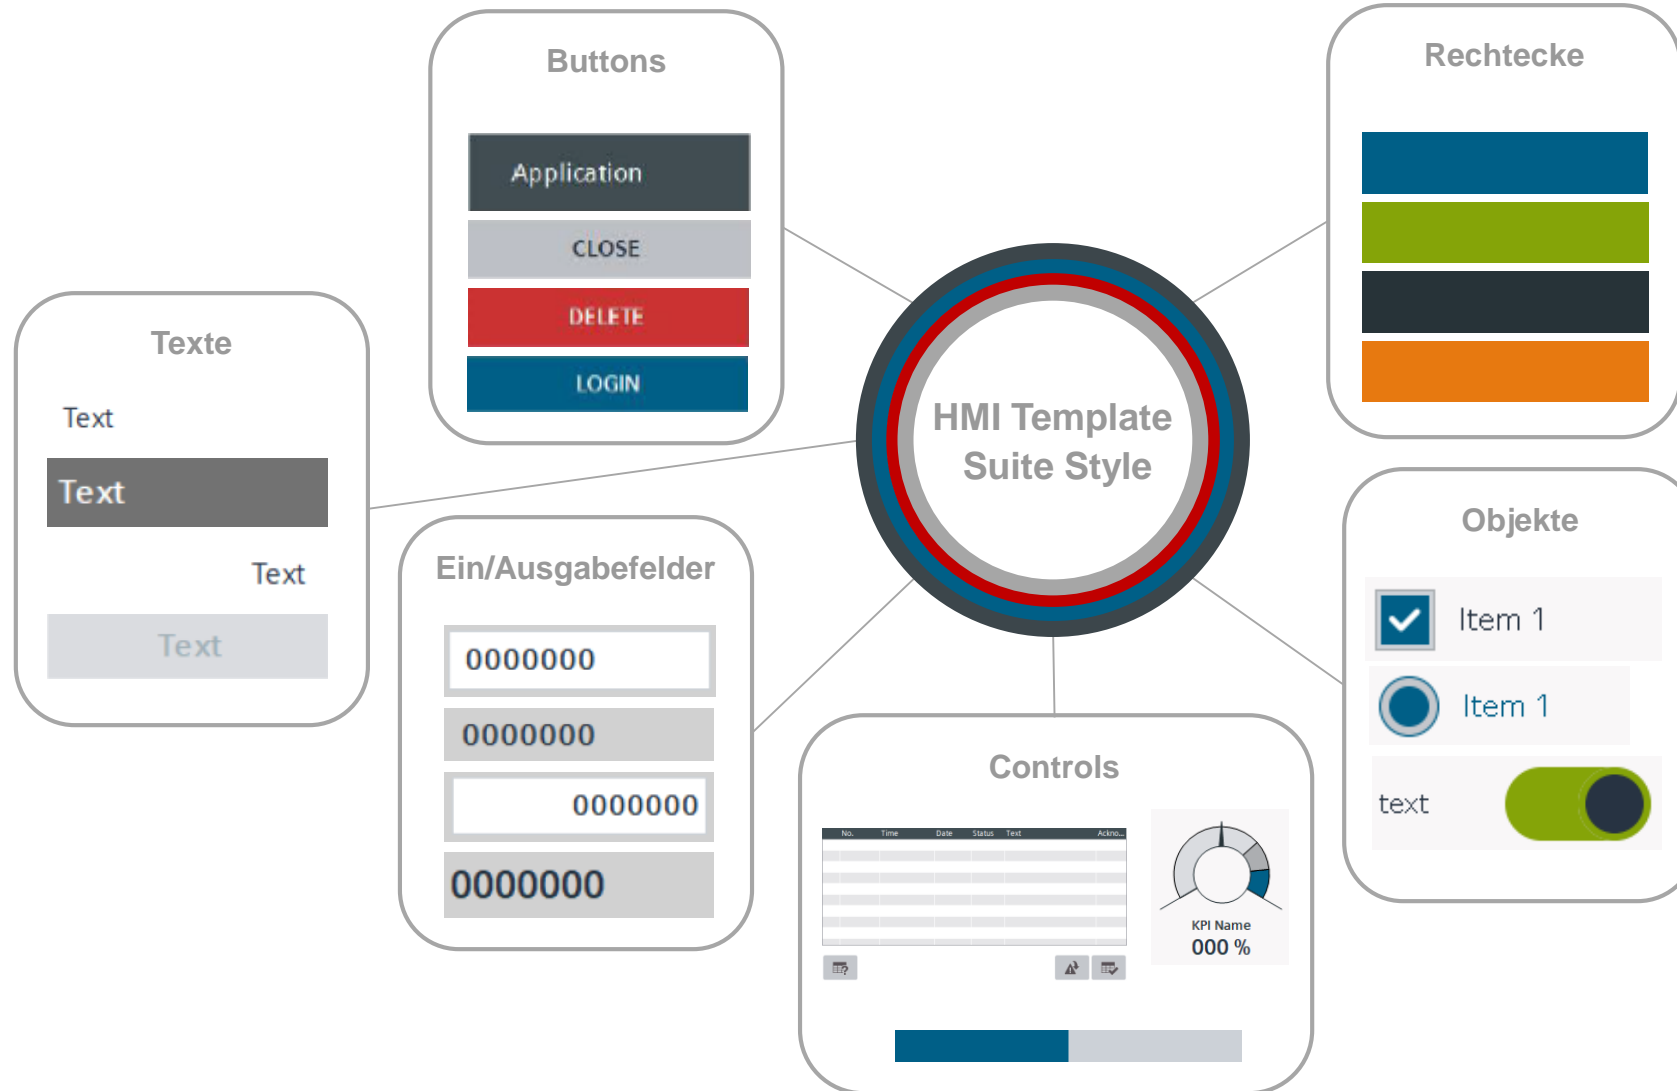 Buttons
Application
CLOSE
DELETE
LOGIN
Rechtecke
Texte
Text
Text
Text
Text
HMI Template
Suite Style
Ein/Ausgabefelder
0000000
0000000
0000000
0000000
Objekte
Item 1
Item 1
text
Controls
No. Time Date Status Text Ackno...
KPI Name
000 %